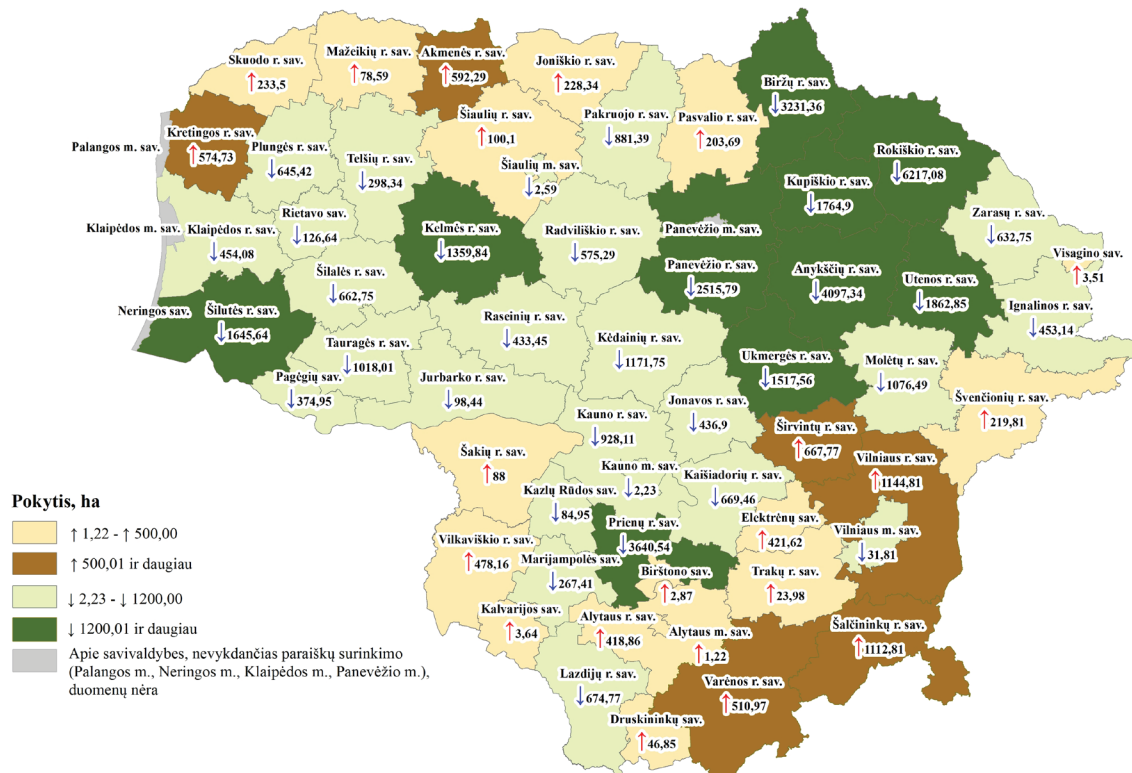 Skuodo r. sav.
↑ 233,5
Mažeikių r. sav.
↑ 78,59
Akmenės r. sav.
↑ 592,29
Joniškio r. sav.
↑ 228,34
Biržų r. sav.
↓ 3231,36
Kretingos r. sav.
↑ 574,73
Palangos m. sav.
Plungės r. sav.
↓ 645,42
Telšių r. sav.
↓ 298,34
Šiaulių r. sav.
↑ 100,1
Šiaulių m. sav.
↓ 2,59
Pakruojo r. sav.
↓ 881,39
Pasvalio r. sav.
↑ 203,69
Rokiškio r. sav.
↓ 6217,08
Kupiškio r. sav.
↓ 1764,9
Klaipėdos m. sav.
Klaipėdos r. sav.
↓ 454,08
Rietavo sav.
↓ 126,64
Kelmės r. sav.
↓ 1359,84
Radviliškio r. sav.
↓ 575,29
Panevėžio m. sav.
Panevėžio r. sav.
↓ 2515,79
Anykščių r. sav.
↓ 4097,34
Utenos r. sav.
↓ 1862,85
Zarasų r. sav.
↓ 632,75
Visagino sav.
↑ 3,51
Ignalinos r. sav.
↓ 453,14
Neringos sav.
Šilutės r. sav.
↓ 1645,64
Šilalės r. sav.
↓ 662,75
Tauragės r. sav.
↓ 1018,01
Pagėgių sav.
↓ 374,95
Jurbarko r. sav.
↓ 98,44
Raseinių r. sav.
↓ 433,45
Kėdainių r. sav.
↓ 1171,75
Ukmergės r. sav.
↓ 1517,56
Molėtų r. sav.
↓ 1076,49
Švenčionių r. sav.
↑ 219,81
Jonavos r. sav.
↓ 436,9
Kauno r. sav.
↓ 928,11
Širvintų r. sav.
↑ 667,77
Vilniaus r. sav.
↑ 1144,81
Šakių r. sav.
↑ 88
Kauno m. sav.
↓ 2,23
Kaišiadorių r. sav.
↓ 669,46
Kazlų Rūdos sav.
↓ 84,95
Prienų r. sav.
↓ 3640,54
Elektrėnų sav.
↑ 421,62
Vilniaus m. sav.
↓ 31,81
Vilkaviškio r. sav.
↑ 478,16
Marijampolės sav.
↓ 267,41
Birštono sav.
↑ 2,87
Trakų r. sav.
↑ 23,98
Kalvarijos sav.
↑ 3,64
Alytaus r. sav.
↑ 418,86
Alytaus m. sav.
↑ 1,22
Šalčininkų r. sav.
↑ 1112,81
Lazdijų r. sav.
↓ 674,77
Varėnos r. sav.
↑ 510,97
Druskininkų sav.
↑ 46,85
Pokytis, ha
↑ 1,22 - ↑ 500,00
↑ 500,01 ir daugiau
↓ 2,23 - ↓ 1200,00
↓ 1200,01 ir daugiau
Apie savivaldybes, nevykdančias paraiškų surinkimo
(Palangos m., Neringos m., Klaipėdos m., Panevėžio m.),
duomenų nėra